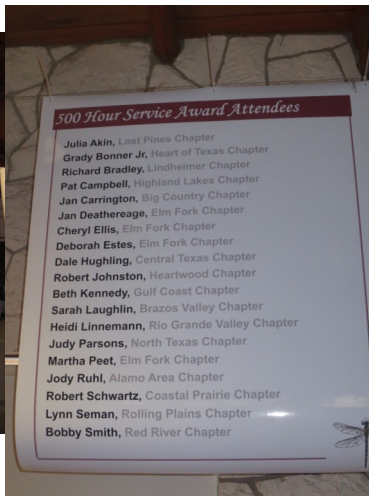 500 Hour Service Award Attendees
Julia Akin, Lost Pines Chapter
Grady Bonner Jr, Heart of Texas Chapter
Richard Bradley, Lindheimer Chapter
Pat Campbell, Highland Lakes Chapter
Jan Carrington, Big Country Chapter
Jan Deathereage, Elm Fork Chapter
Cheryl Ellis, Elm Fork Chapter
Deborah Estes, Elm Fork Chapter
Dale Hughling, Central Texas Chapter
Robert Johnston, Heartwood Chapter
Beth Kennedy, Gulf Coast Chapter
Sarah Laughlin, Brazos Valley Chapter
Heidi Linnemann, Rio Grande Valley Chapter
Judy Parsons, North Texas Chapter
Martha Peet, Elm Fork Chapter
Jody Ruhl, Alamo Area Chapter
Robert Schwartz, Coastal Prairie Chapter
Lynn Seman, Rolling Plains Chapter
Bobby Smith, Red River Chapter